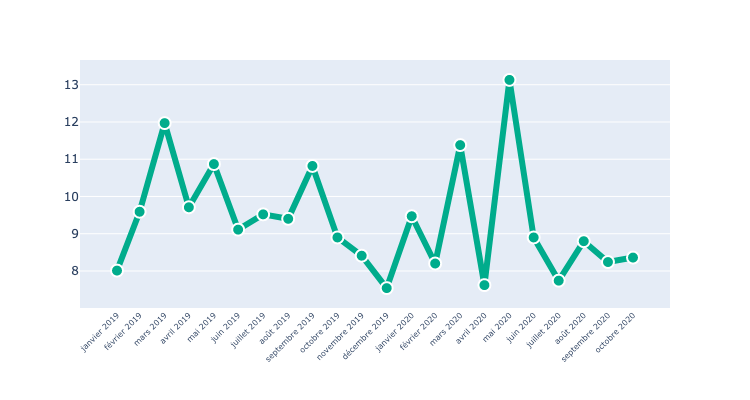 13
12
11
10
9
8
janvier 2019
février 2019
mars 2019
avril 2019
mai 2019
juin 2019
juillet 2019
août 2019
septembre 2019
octobre 2019
novembre 2019
décembre 2019
janvier 2020
février 2020
mars 2020
avril 2020
mai 2020
juin 2020
juillet 2020
août 2020
septembre 2020
octobre 2020